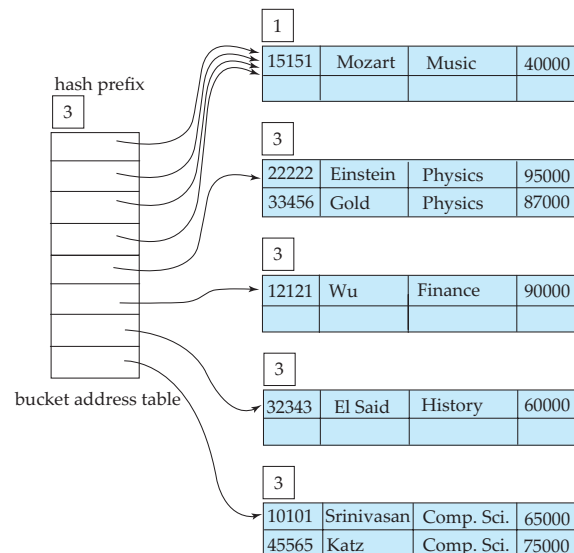 1
15151 Mozart Music 40000
hash prefix
3
3
22222 Einstein Physics 95000
33456 Gold Physics 87000
3
12121 Wu Finance 90000
bucket address table
3
32343 El Said History 60000
3
10101 Srinivasan Comp. Sci. 65000
45565 Katz Comp. Sci. 75000